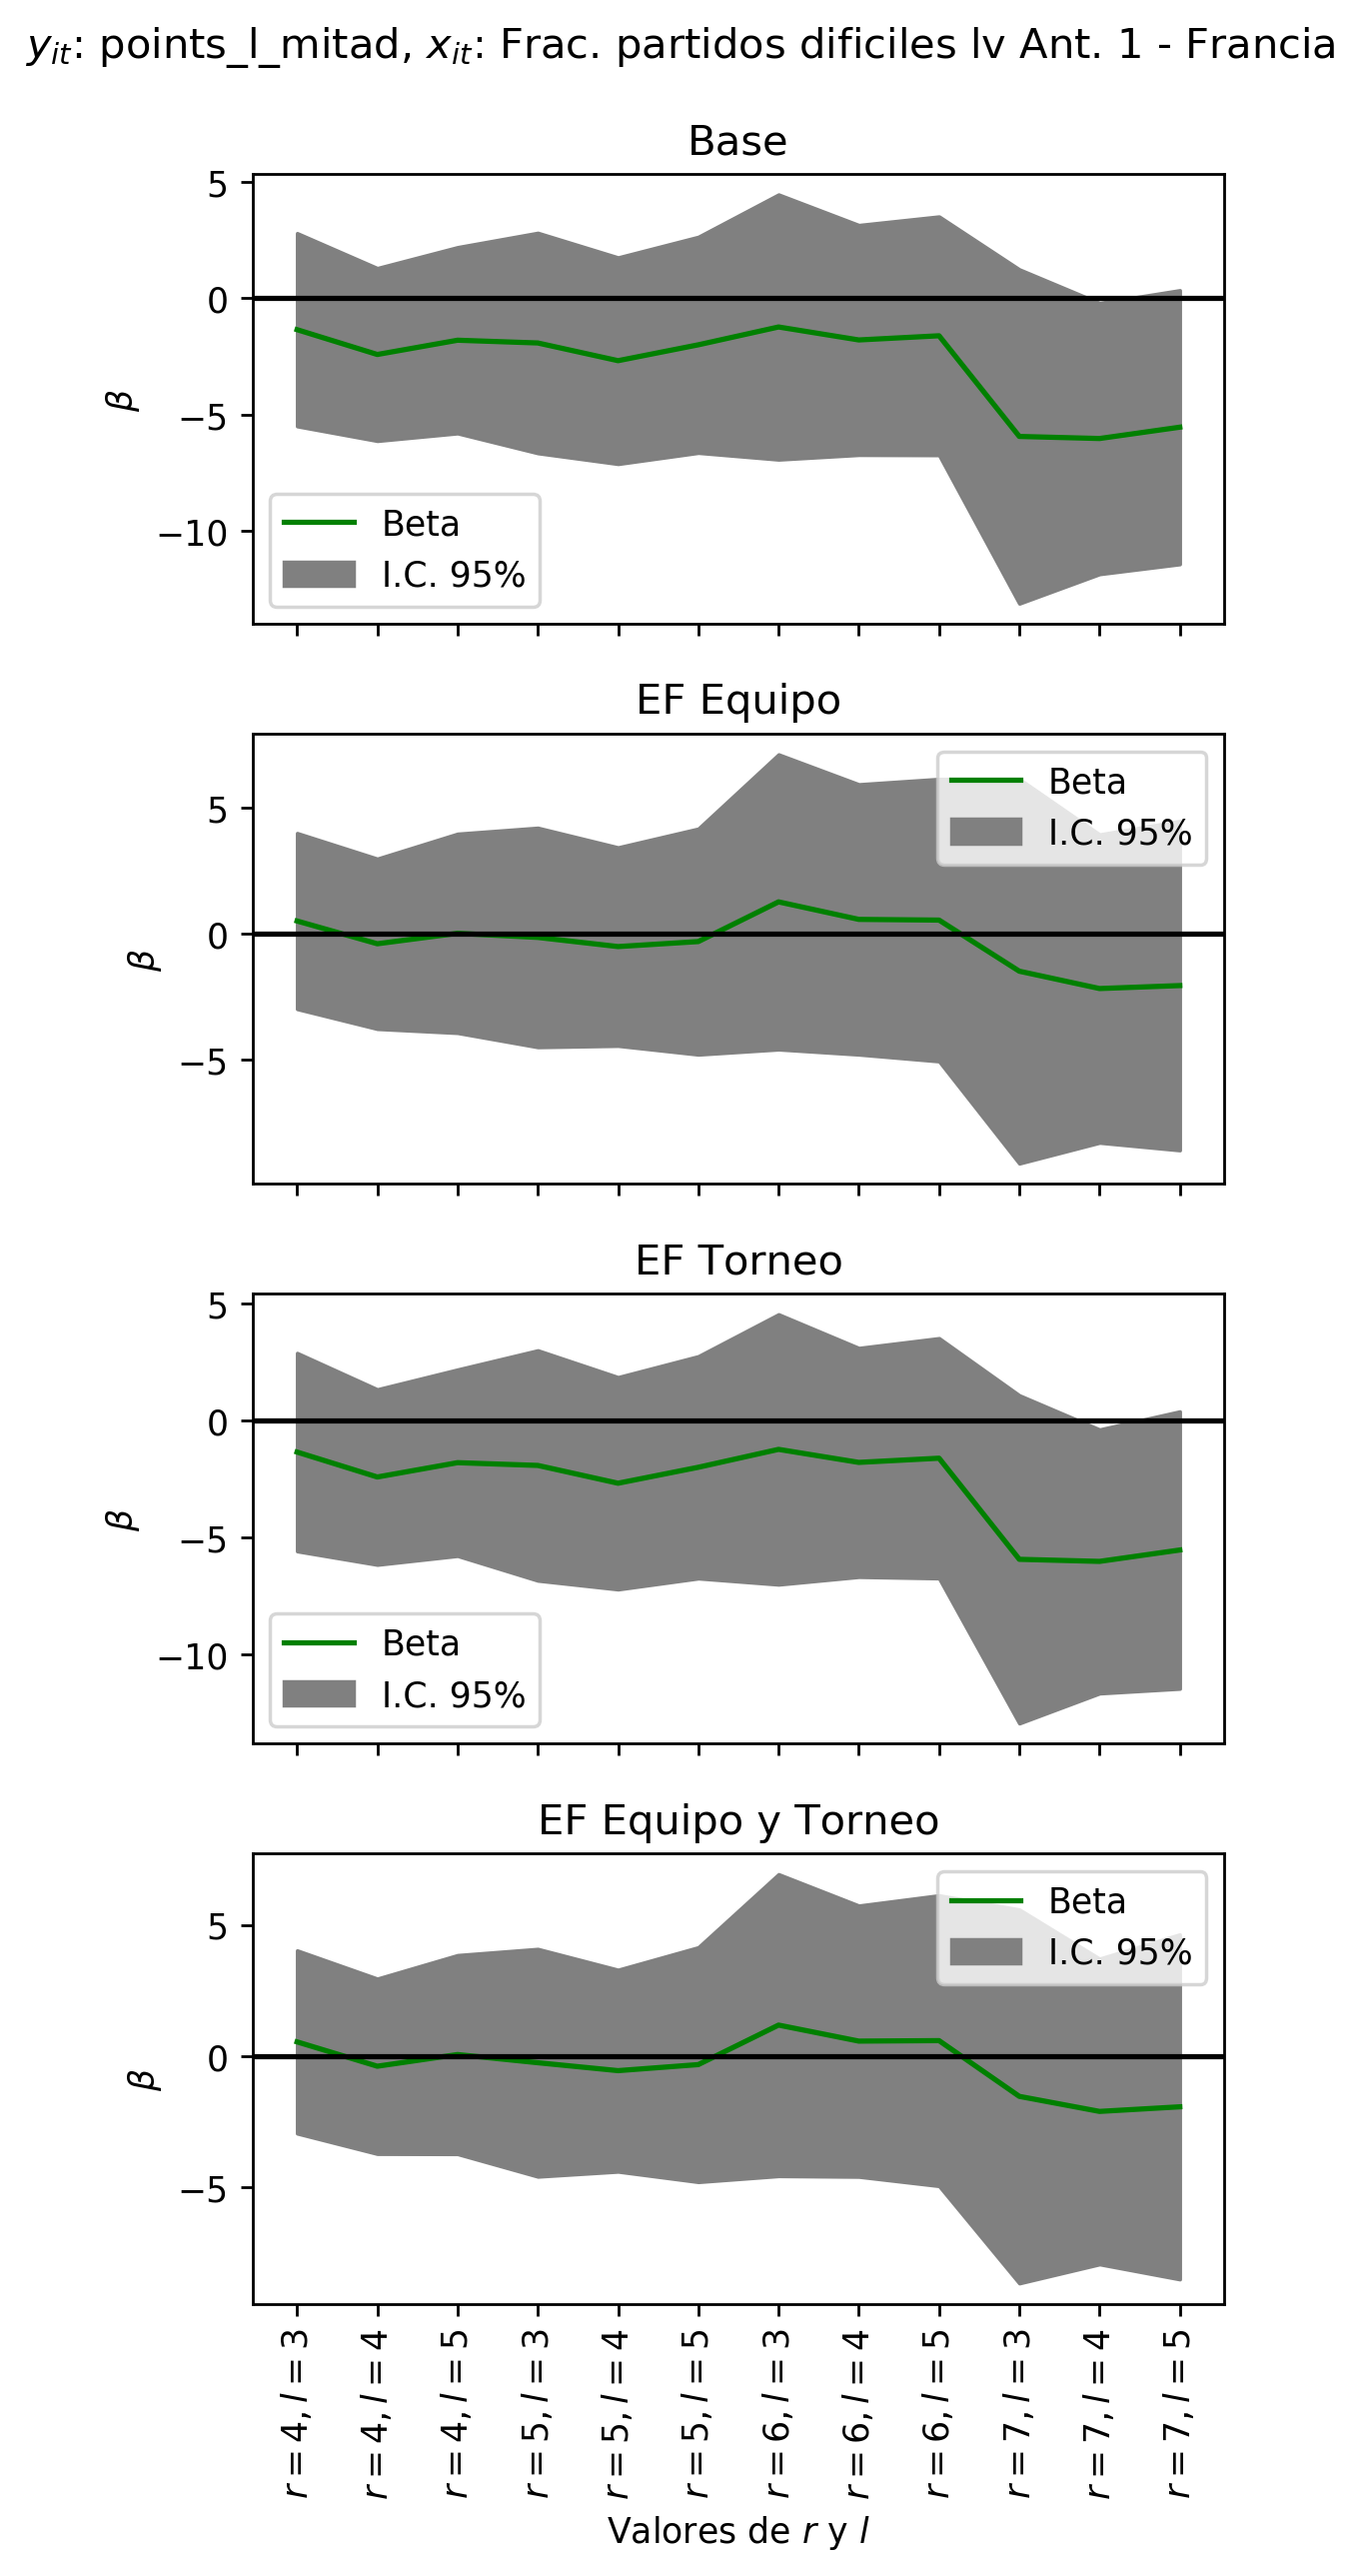 y_it: points_l_mitad, x_it: Frac. partidos dificiles lv Ant. 1 - Francia
Base
5
0
−5
−10
β
Beta
I.C. 95%
EF Equipo
5
0
−5
β
Beta
I.C. 95%
EF Torneo
5
0
−5
−10
β
Beta
I.C. 95%
EF Equipo y Torneo
5
0
−5
β
Beta
I.C. 95%
r = 4, l = 3
r = 4, l = 4
r = 4, l = 5
r = 5, l = 3
r = 5, l = 4
r = 5, l = 5
r = 6, l = 3
r = 6, l = 4
r = 6, l = 5
r = 7, l = 3
r = 7, l = 4
r = 7, l = 5
Valores de r y l